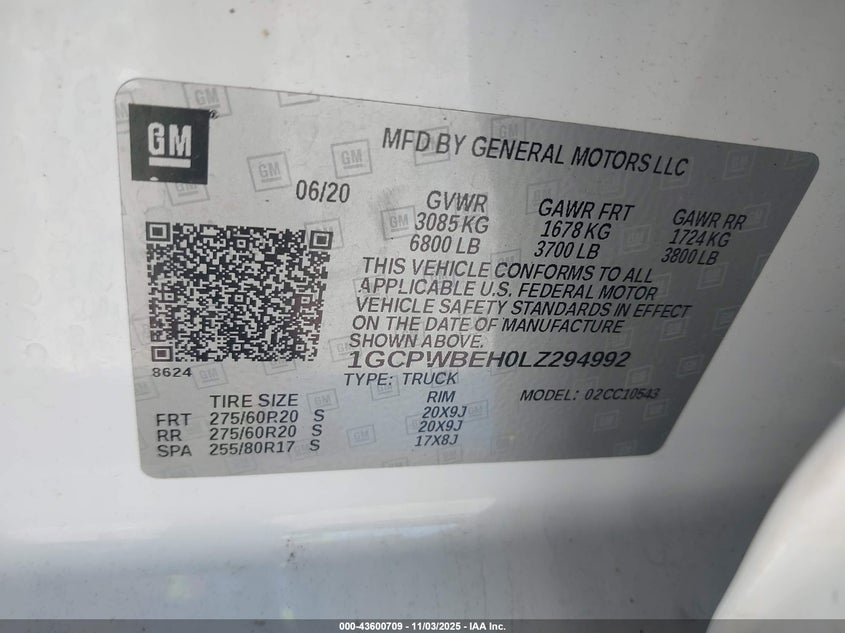 GM
MFD BY GENERAL MOTORS LLC
06/20
GVWR GAWR FRT GAWR RR
3085 KG 1678 KG 1724 KG
6800 LB 3700 LB 3800 LB
THIS VEHICLE CONFORMS TO ALL
APPLICABLE U.S. FEDERAL MOTOR
VEHICLE SAFETY STANDARDS IN EFFECT
ON THE DATE OF MANUFACTURE
SHOWN ABOVE.
1GCPWBEH0LZ294992
8624
TYPE: TRUCK
MODEL: 02CC10543
TIRE SIZE RIM
FRT 275/60R20 S 20X9J
RR 275/60R20 S 20X9J
SPA 255/80R17 S 17X8J
000-43600709 - 11/03/2025 - IAA Inc.